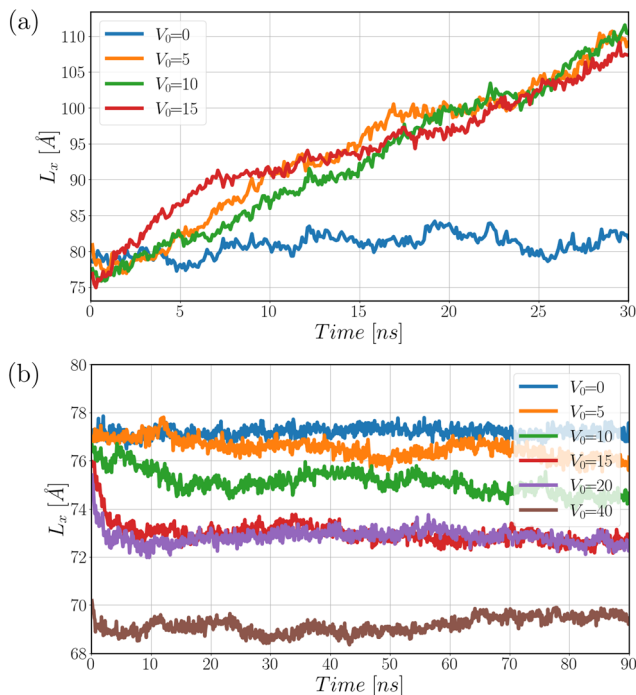 (a)
V₀=0
V₀=5
V₀=10
V₀=15
110
105
100
95
90
85
80
75
Lₓ [Å]
0 5 10 15 20 25 30
Time [ns]
(b)
V₀=0
V₀=5
V₀=10
V₀=15
V₀=20
V₀=40
80
78
76
74
72
70
68
Lₓ [Å]
0 10 20 30 40 50 60 70 80 90
Time [ns]